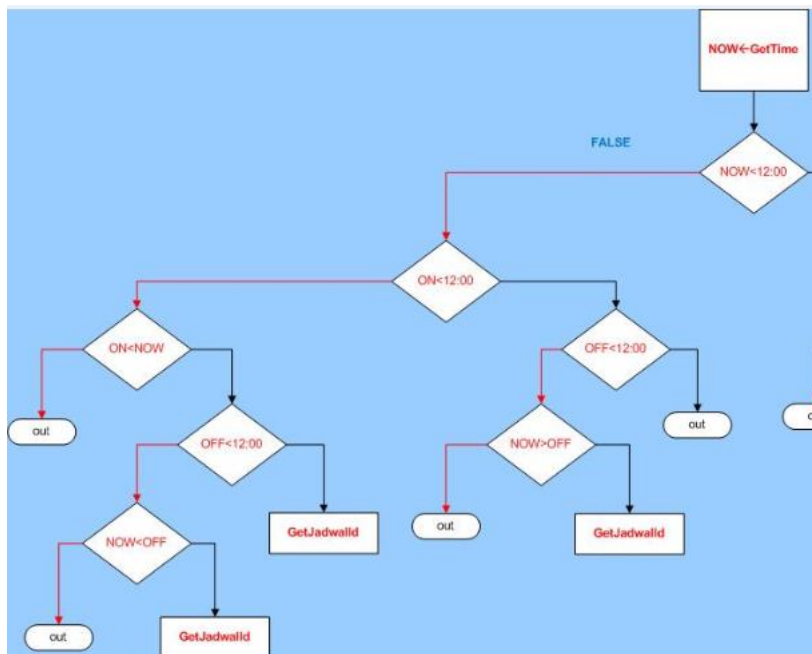 NOW←GetTime
FALSE
NOW<12:00
ON<12:00
ON<NOW
OFF<12:00
out
OFF<12:00
out
NOW>OFF
out
GetJadwalId
out
GetJadwalId
NOW<OFF
out
GetJadwalId